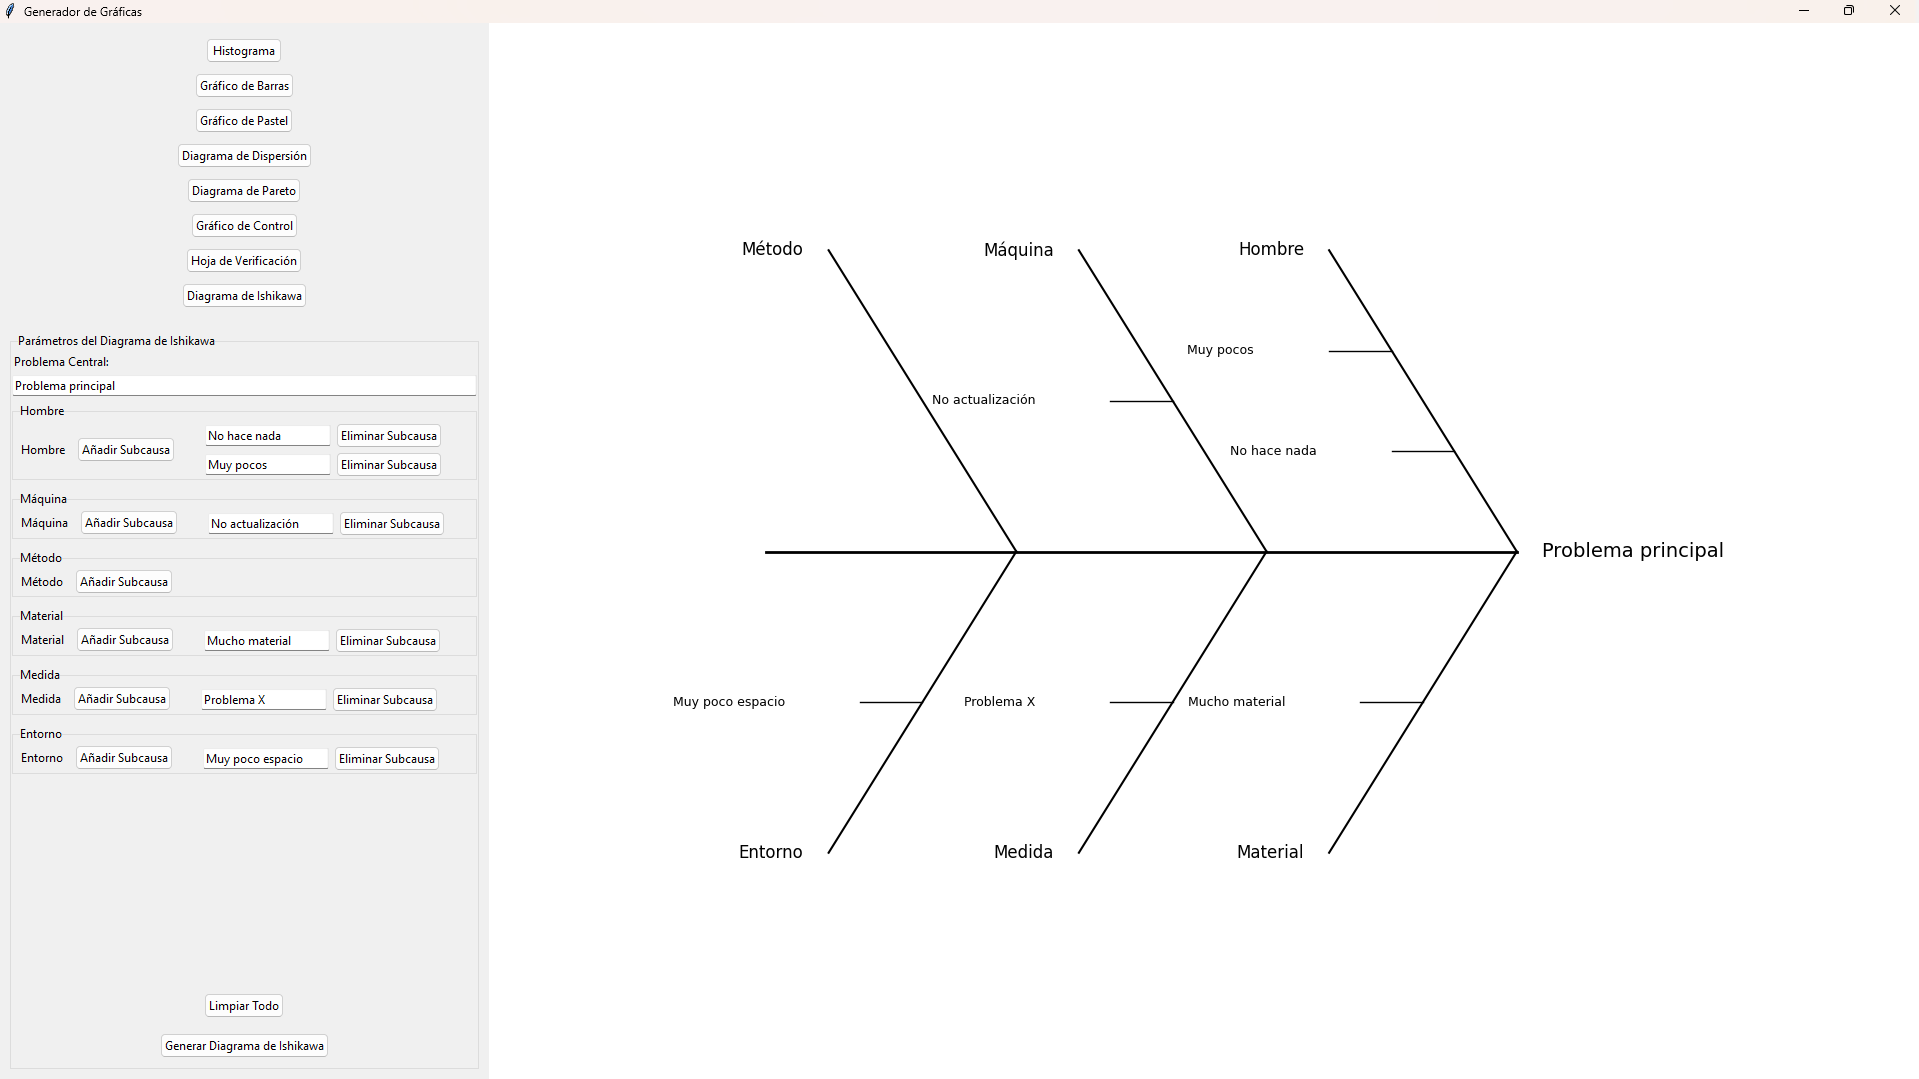 Generador de Gráficas
Histograma
Gráfico de Barras
Gráfico de Pastel
Diagrama de Dispersión
Diagrama de Pareto
Gráfico de Control
Hoja de Verificación
Diagrama de Ishikawa
Parámetros del Diagrama de Ishikawa
Problema Central:
Problema principal
Hombre
Hombre Añadir Subcausa
No hace nada Eliminar Subcausa
Muy pocos Eliminar Subcausa
Máquina
Máquina Añadir Subcausa No actualización Eliminar Subcausa
Método
Método Añadir Subcausa
Material
Material Añadir Subcausa Mucho material Eliminar Subcausa
Medida
Medida Añadir Subcausa Problema X Eliminar Subcausa
Entorno
Entorno Añadir Subcausa Muy poco espacio Eliminar Subcausa
Limpiar Todo
Generar Diagrama de Ishikawa
Método Máquina Hombre
Muy pocos
No actualización
No hace nada
Problema principal
Muy poco espacio Problema X Mucho material
Entorno Medida Material